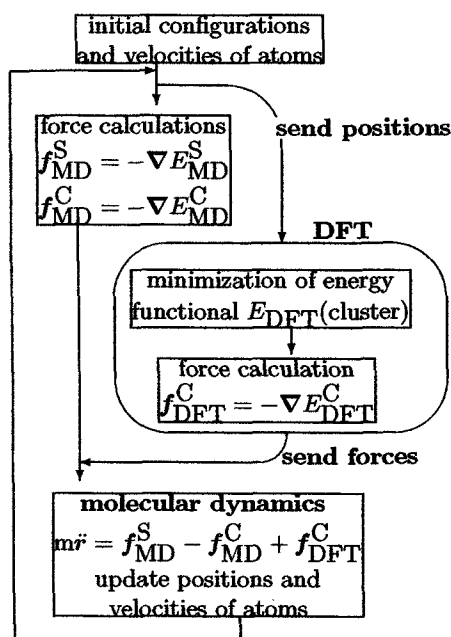 initial configurations
and velocities of atoms
force calculations
f^S_MD = −∇E^S_MD
f^C_MD = −∇E^C_MD
send positions
DFT
minimization of energy
functional E_DFT(cluster)
force calculation
f^C_DFT = −∇E^C_DFT
send forces
molecular dynamics
mr̈ = f^S_MD − f^C_MD + f^C_DFT
update positions and
velocities of atoms